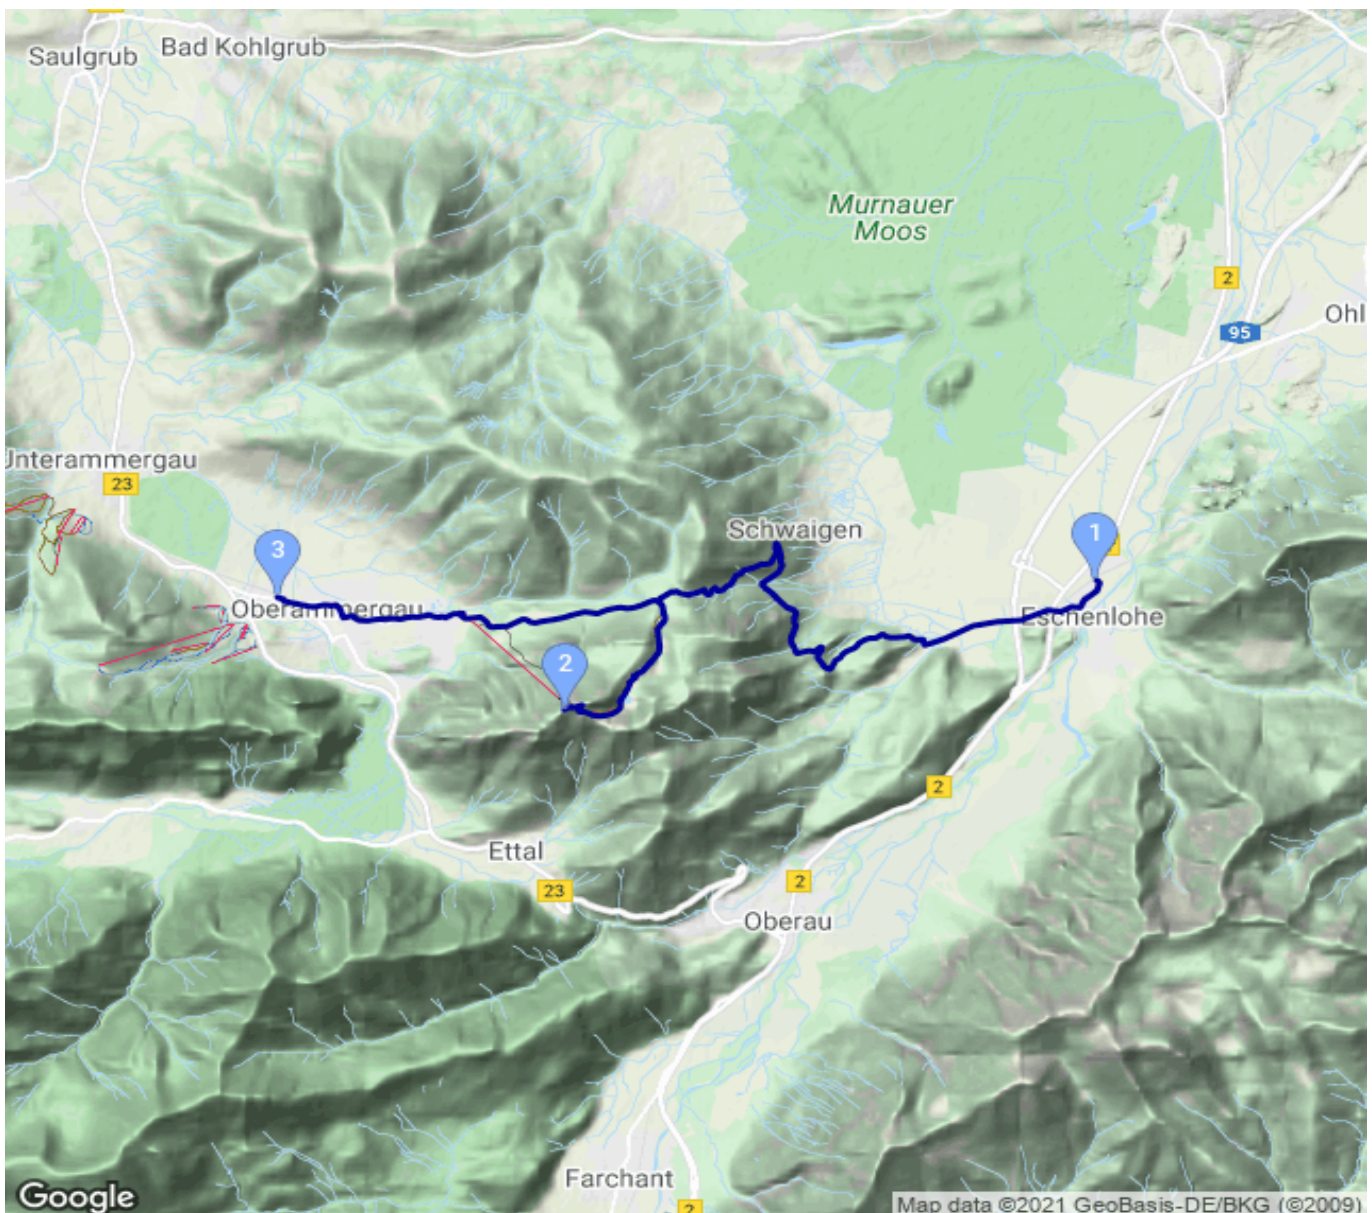 Saulgrub
Bad Kohlgrub
Murnauer
Moos
2
Ohl
95
Unterammergau
23
Schwaigen
3
1
Oberammergau
Eschenlohe
2
2
Ettal
23
2
Oberau
Farchant
2
Google
Map data ©2021 GeoBasis-DE/BKG (©2009)